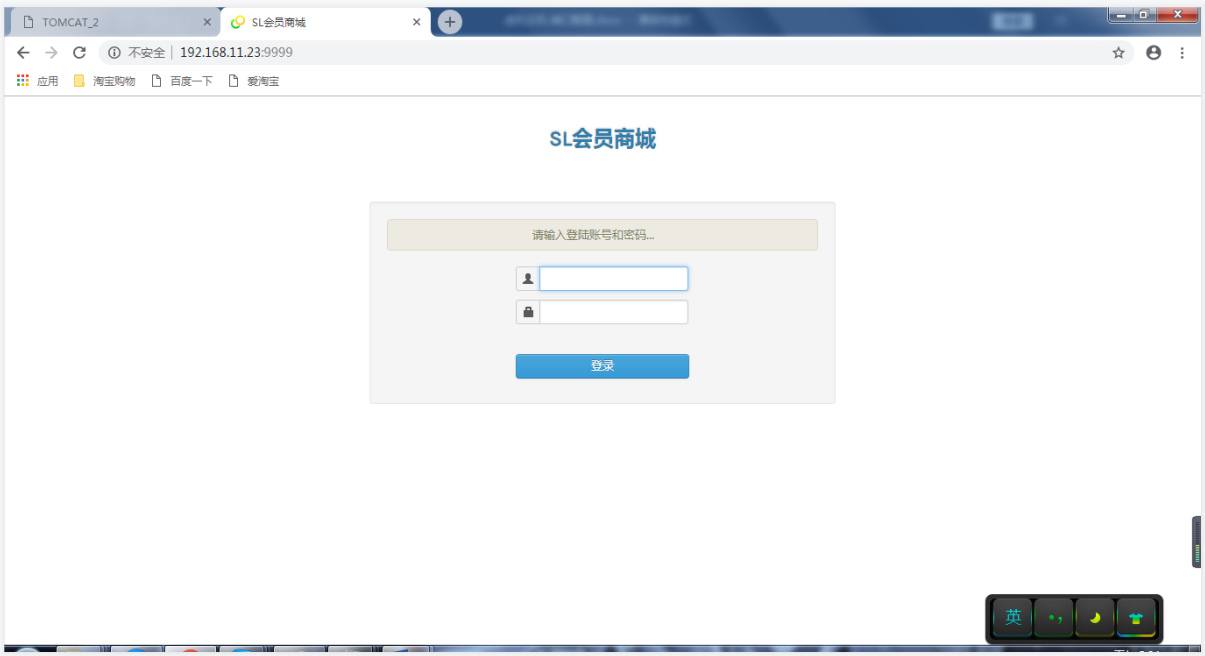 TOMCAT_2
SL会员商城
不安全 192.168.11.23:9999
应用 淘宝购物 百度一下 爱淘宝
SL会员商城
请输入登陆账号和密码...
登录
英